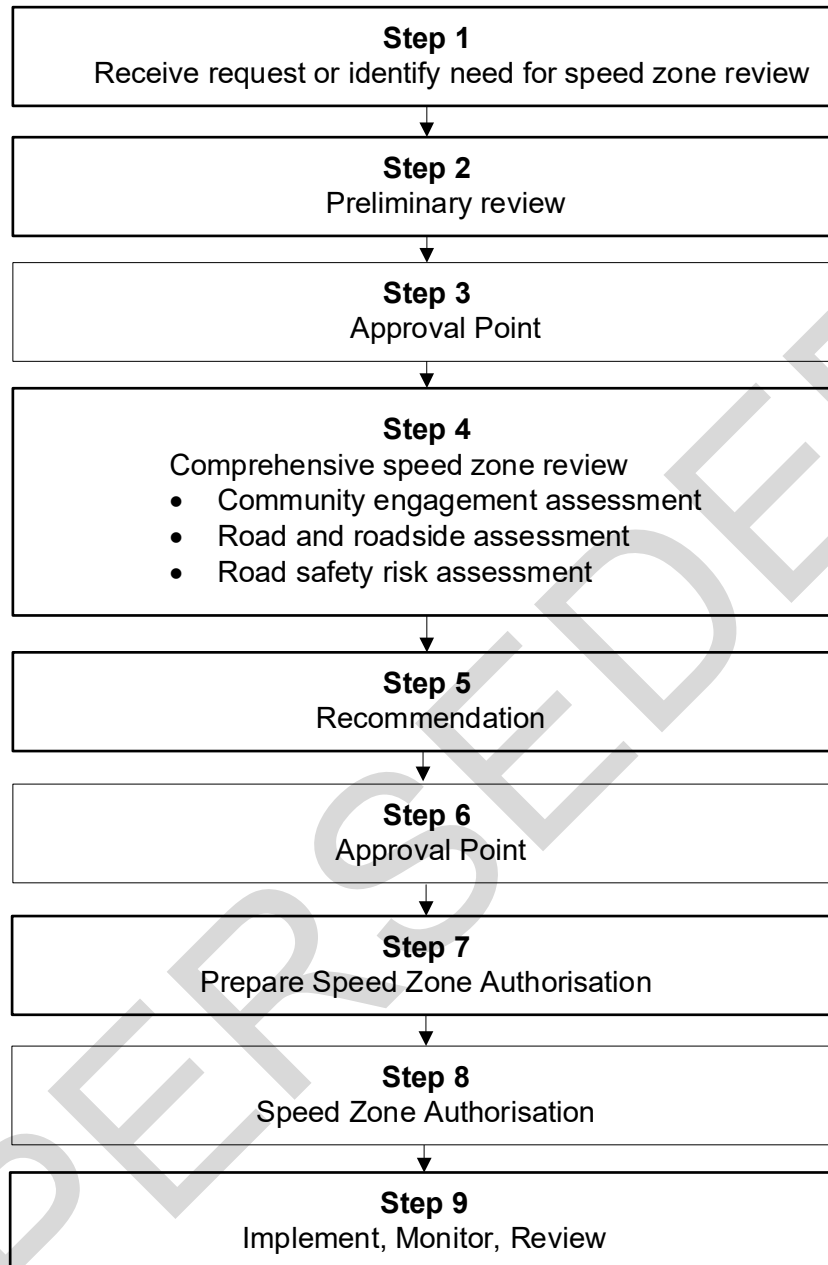 Step 1
Receive request or identify need for speed zone review
Step 2
Preliminary review
Step 3
Approval Point
Step 4
Comprehensive speed zone review
• Community engagement assessment
• Road and roadside assessment
• Road safety risk assessment
Step 5
Recommendation
Step 6
Approval Point
Step 7
Prepare Speed Zone Authorisation
Step 8
Speed Zone Authorisation
Step 9
Implement, Monitor, Review
PERSEDE